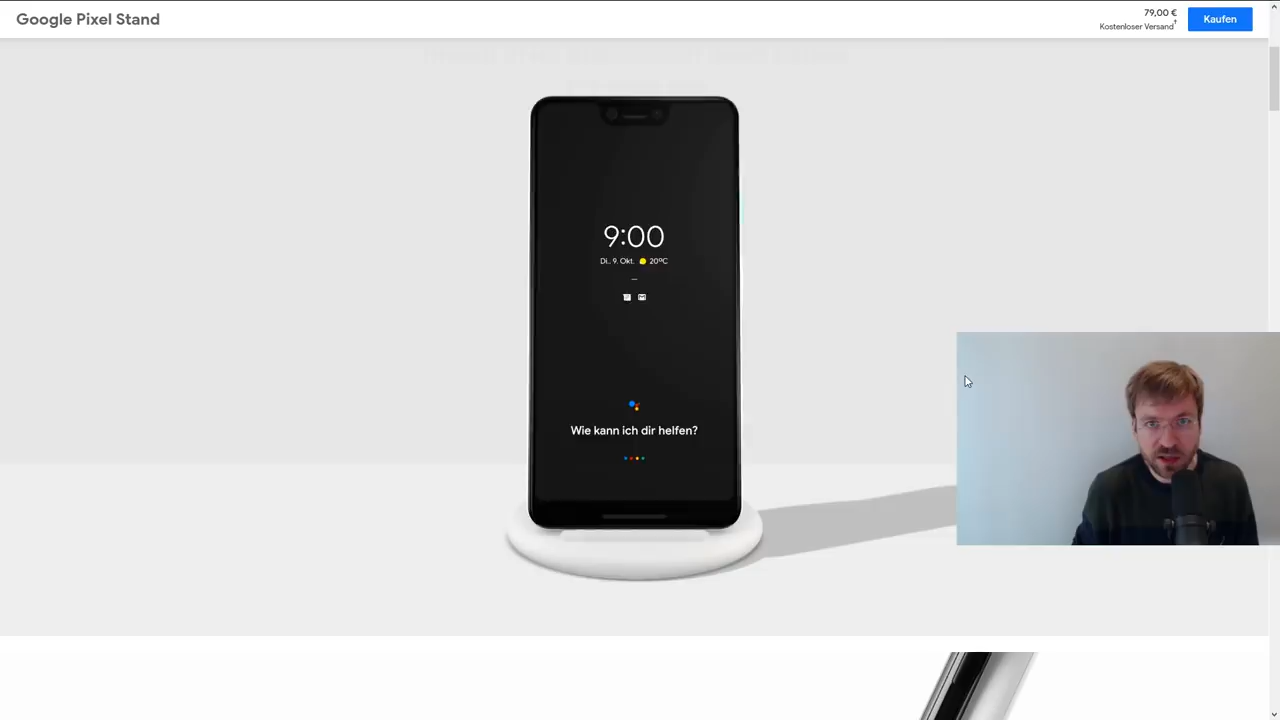 Google Pixel Stand
79,00 €
Kostenloser Versand†
Kaufen
9:00
Di., 9. Okt. 20°C
Wie kann ich dir helfen?